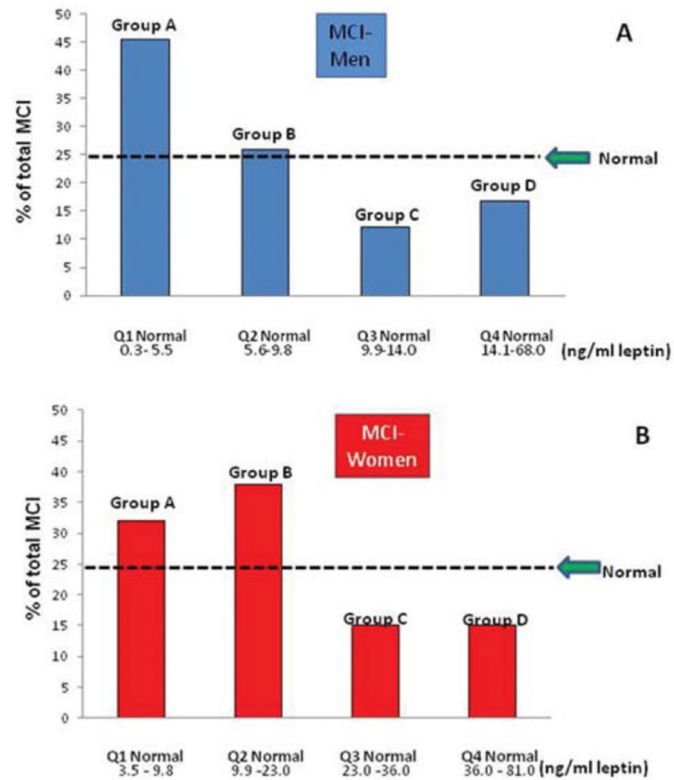 50
45
40
35
30
25
20
15
10
5
0
% of total MCI
Group A
MCI-
Men
A
Group B
Normal
Group C
Group D
Q1 Normal
0.3- 5.5
Q2 Normal
5.6-9.8
Q3 Normal
9.9-14.0
Q4 Normal
14.1-68.0
(ng/ml leptin)
50
45
40
35
30
25
20
15
10
5
0
% of total MCI
MCI-
Women
B
Group A
Group B
Normal
Group C
Group D
Q1 Normal
3.5 - 9.8
Q2 Normal
9.9 -23.0
Q3 Normal
23.0 -36.0
Q4 Normal
36.0 - 81.0
(ng/ml leptin)